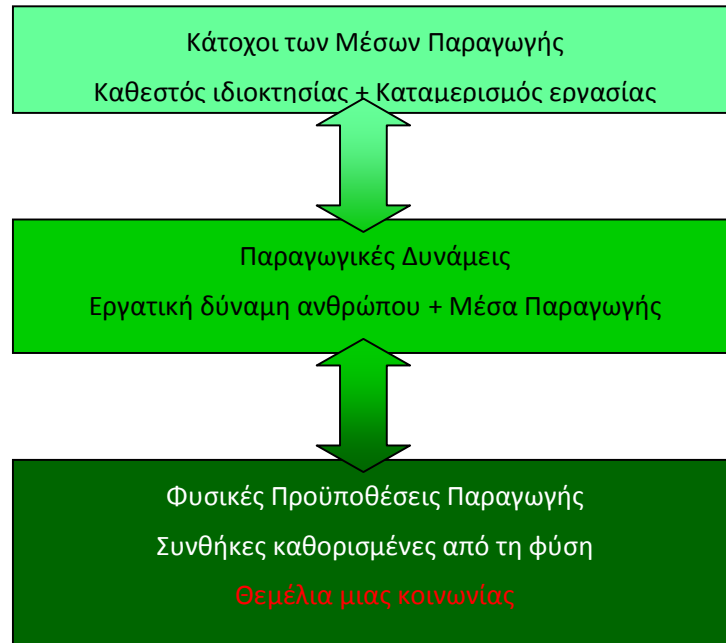 Κάτοχοι των Μέσων Παραγωγής
Καθεστός ιδιοκτησίας + Καταμερισμός εργασίας
Παραγωγικές Δυνάμεις
Εργατική δύναμη ανθρώπου + Μέσα Παραγωγής
Φυσικές Προϋποθέσεις Παραγωγής
Συνθήκες καθορισμένες από τη φύση
Θεμέλια μιας κοινωνίας